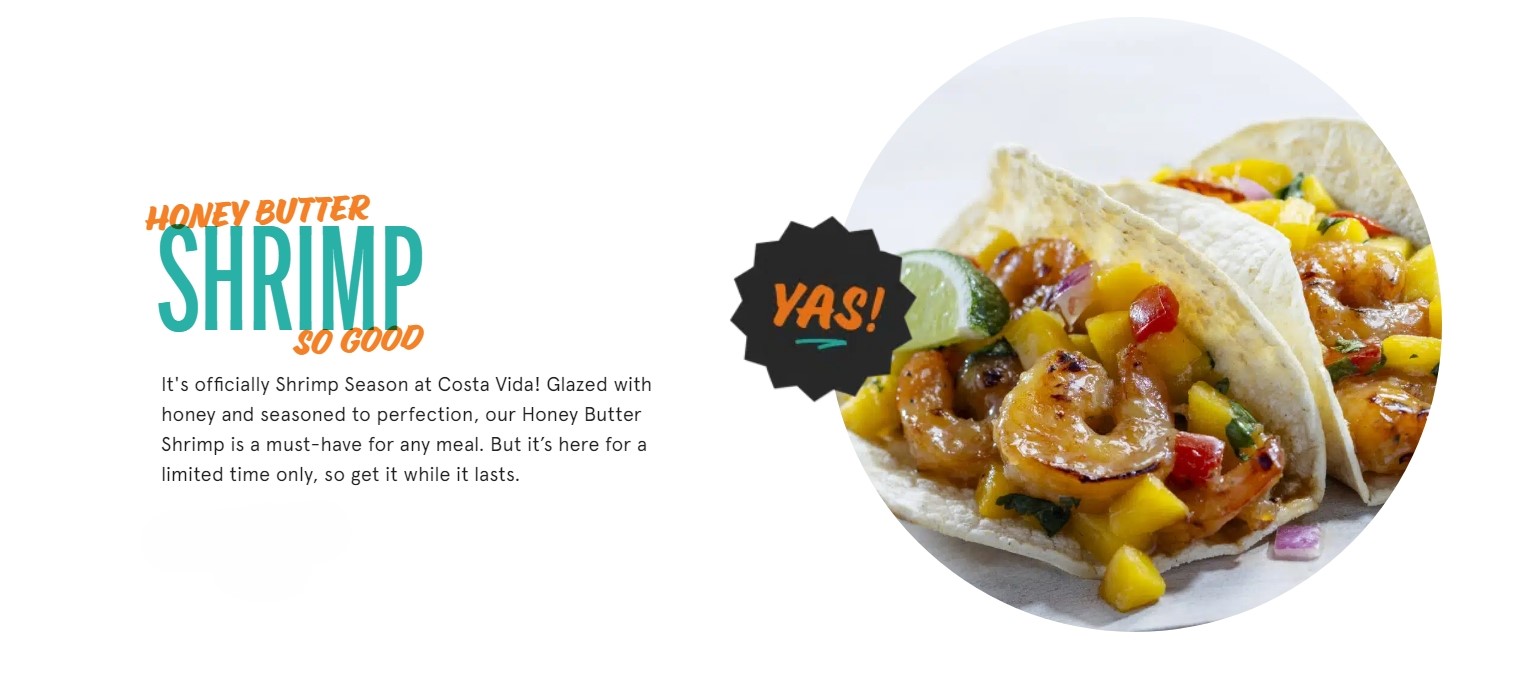 HONEY BUTTER
SHRIMP
SO GOOD
It's officially Shrimp Season at Costa Vida! Glazed with
honey and seasoned to perfection, our Honey Butter
Shrimp is a must-have for any meal. But it’s here for a
limited time only, so get it while it lasts.
YAS!